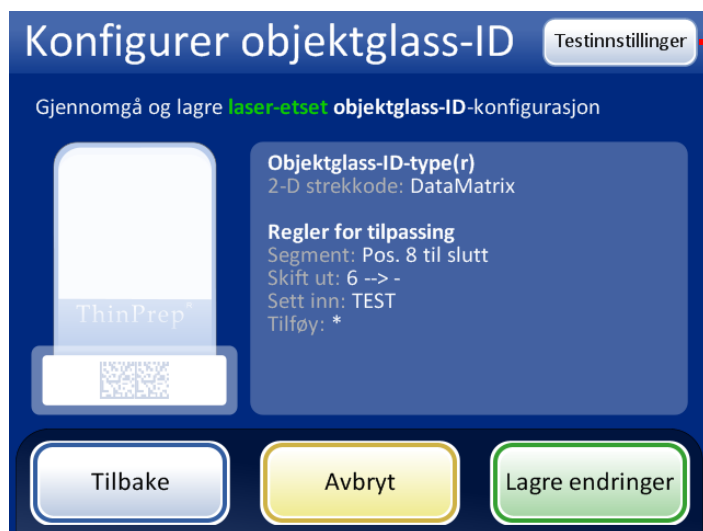 Konfigurer objektglass-ID
Testinnstillinger
Gjennomgå og lagre laser-etset objektglass-ID-konfigurasjon
Objektglass-ID-type(r)
2-D strekkode: DataMatrix
Regler for tilpassing
Segment: Pos. 8 til slutt
Skift ut: 6 --> -
Sett inn: TEST
Tilføy: *
ThinPrep®
Tilbake
Avbryt
Lagre endringer